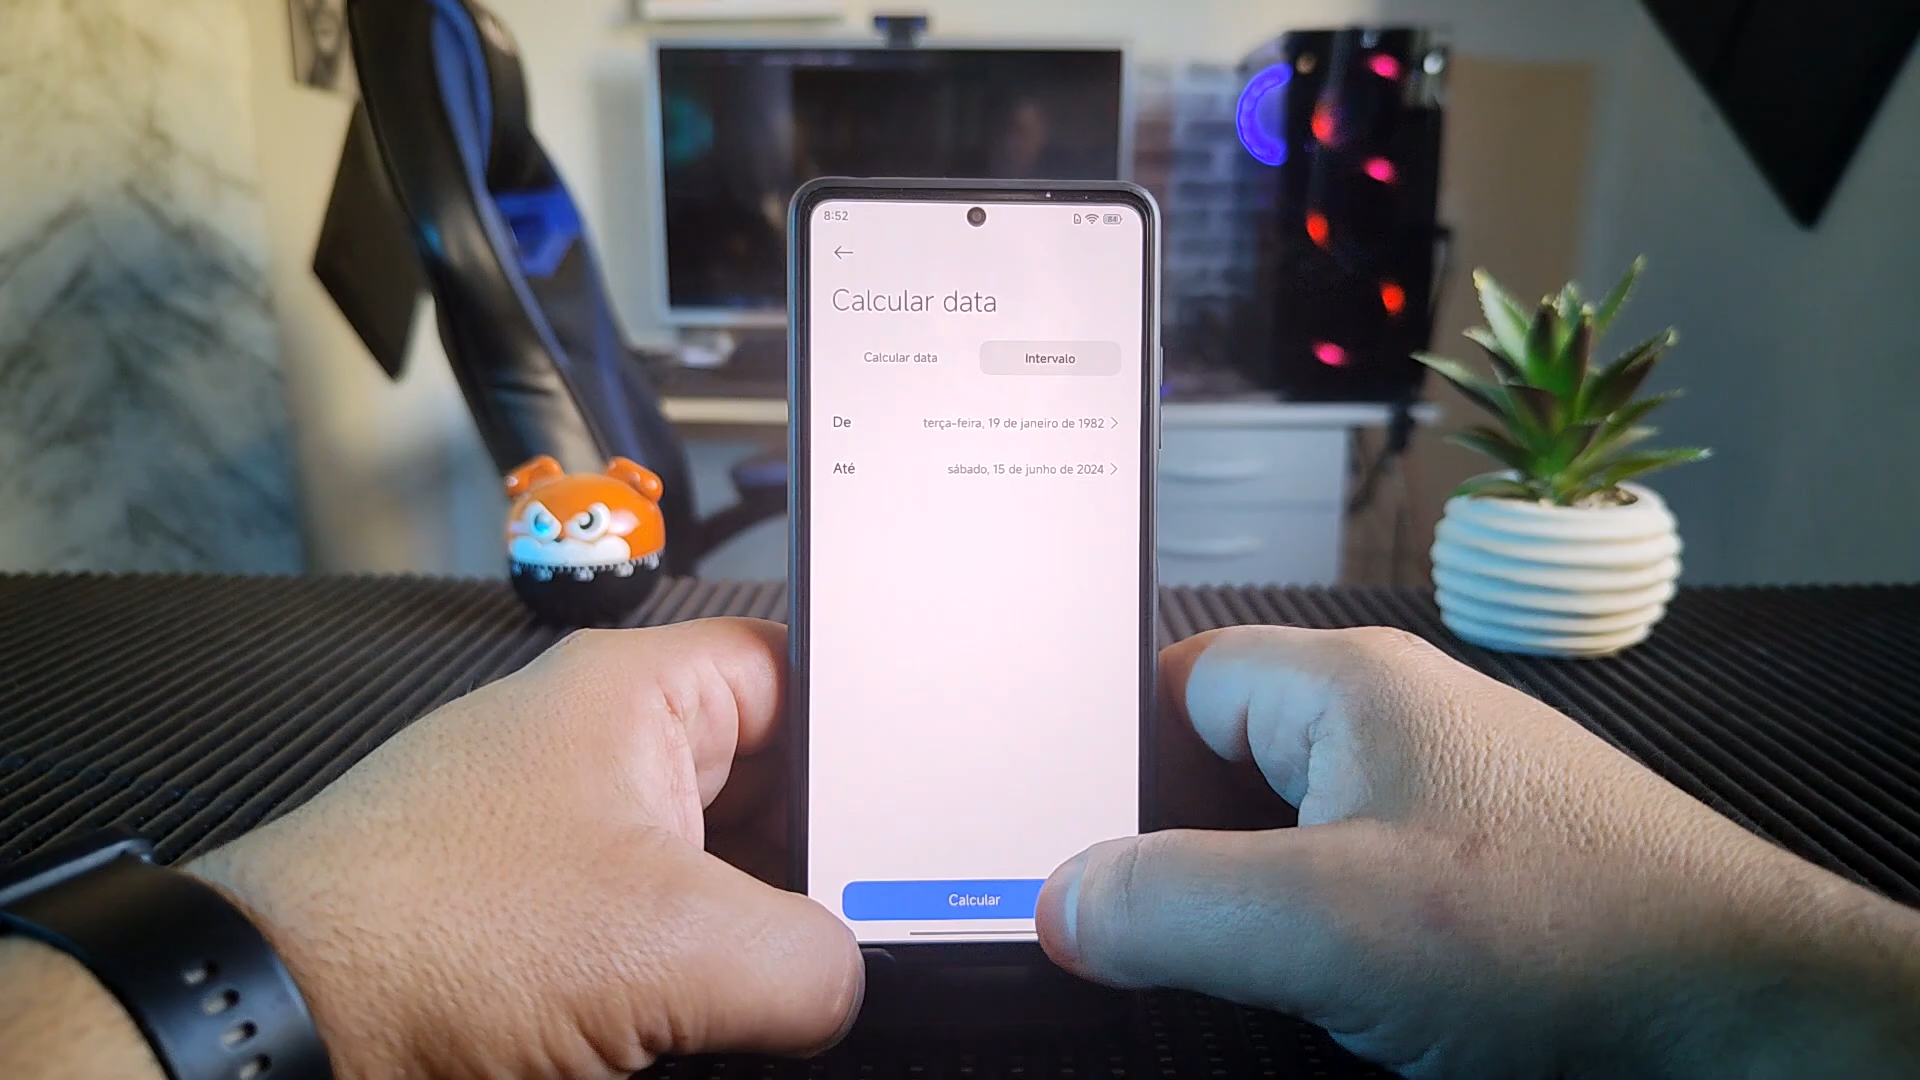 8:52
84
Calcular data
Calcular data
Intervalo
De
terça-feira, 19 de janeiro de 1982
Até
sábado, 15 de junho de 2024
Calcular